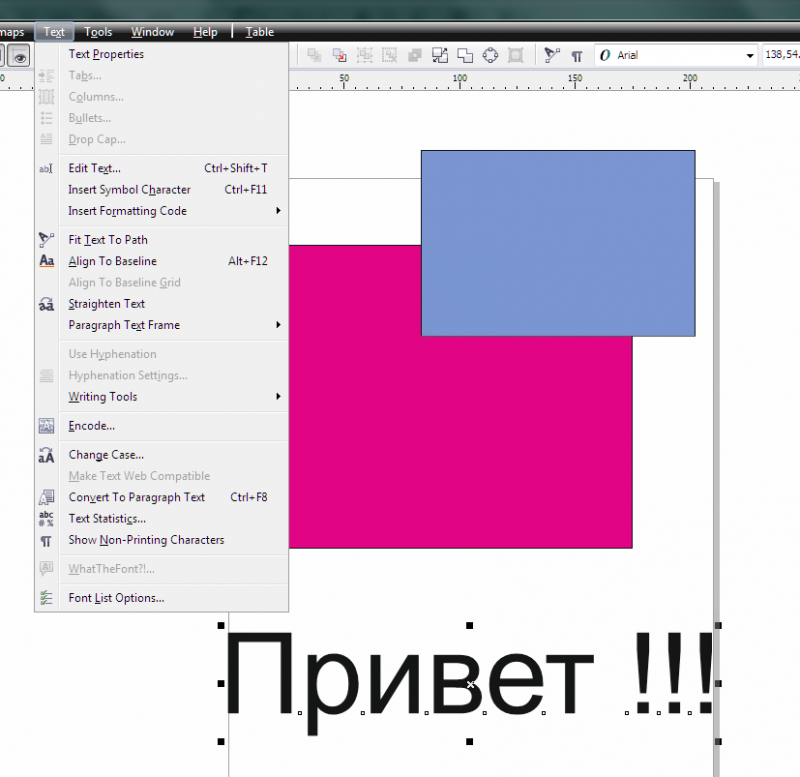 maps Text Tools Window Help Table
Arial 138,54
0 50 100 150 200
Text Properties
Tabs...
Columns...
Bullets...
Drop Cap...
Edit Text... Ctrl+Shift+T
Insert Symbol Character Ctrl+F11
Insert Formatting Code
Fit Text To Path
Align To Baseline Alt+F12
Align To Baseline Grid
Straighten Text
Paragraph Text Frame
Use Hyphenation
Hyphenation Settings...
Writing Tools
Encode...
Change Case...
Make Text Web Compatible
Convert To Paragraph Text Ctrl+F8
Text Statistics...
Show Non-Printing Characters
WhatTheFont?!...
Font List Options...
Привет !!!